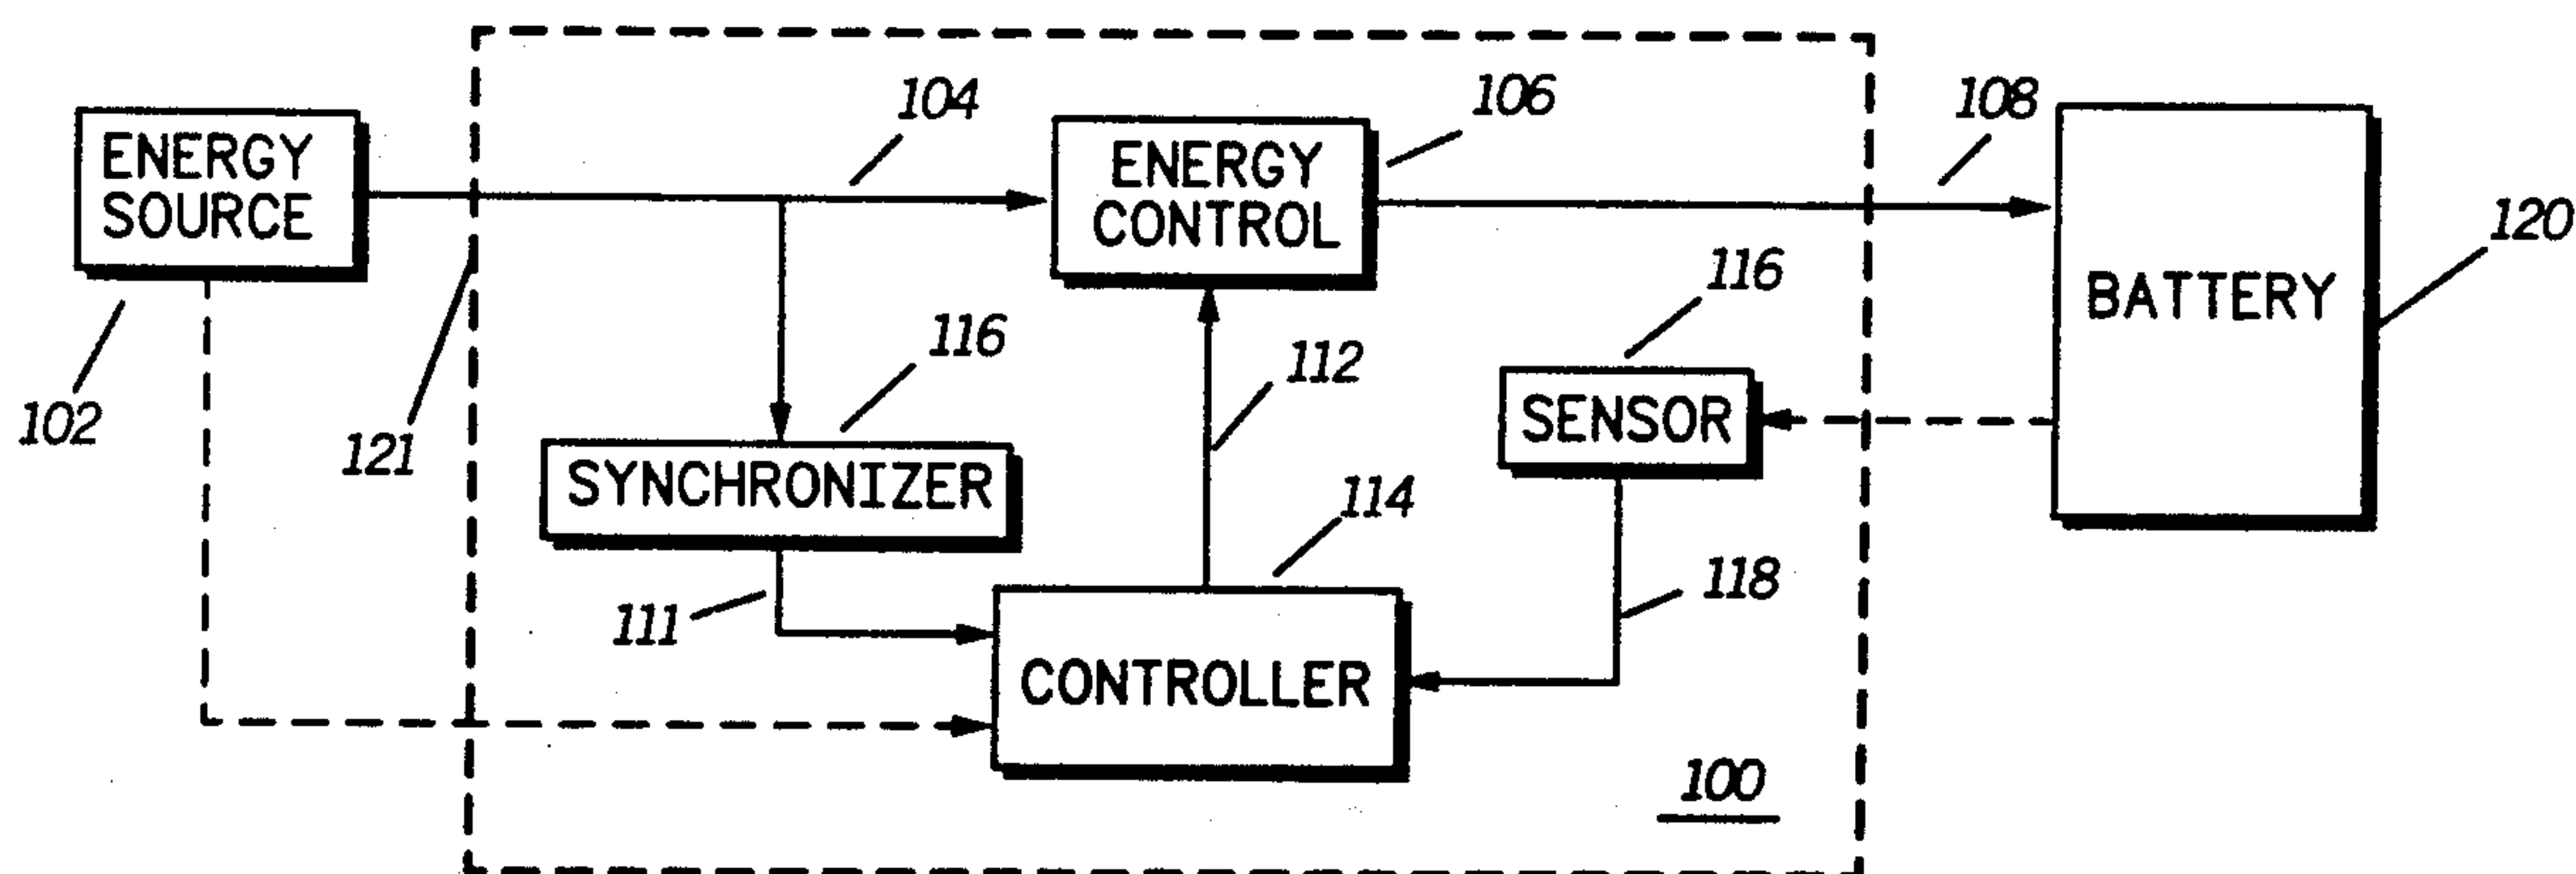 104
106
108
ENERGY
SOURCE
ENERGY
CONTROL
120
116
BATTERY
116
112
102
121
SENSOR
SYNCHRONIZER
114
111
118
CONTROLLER
100